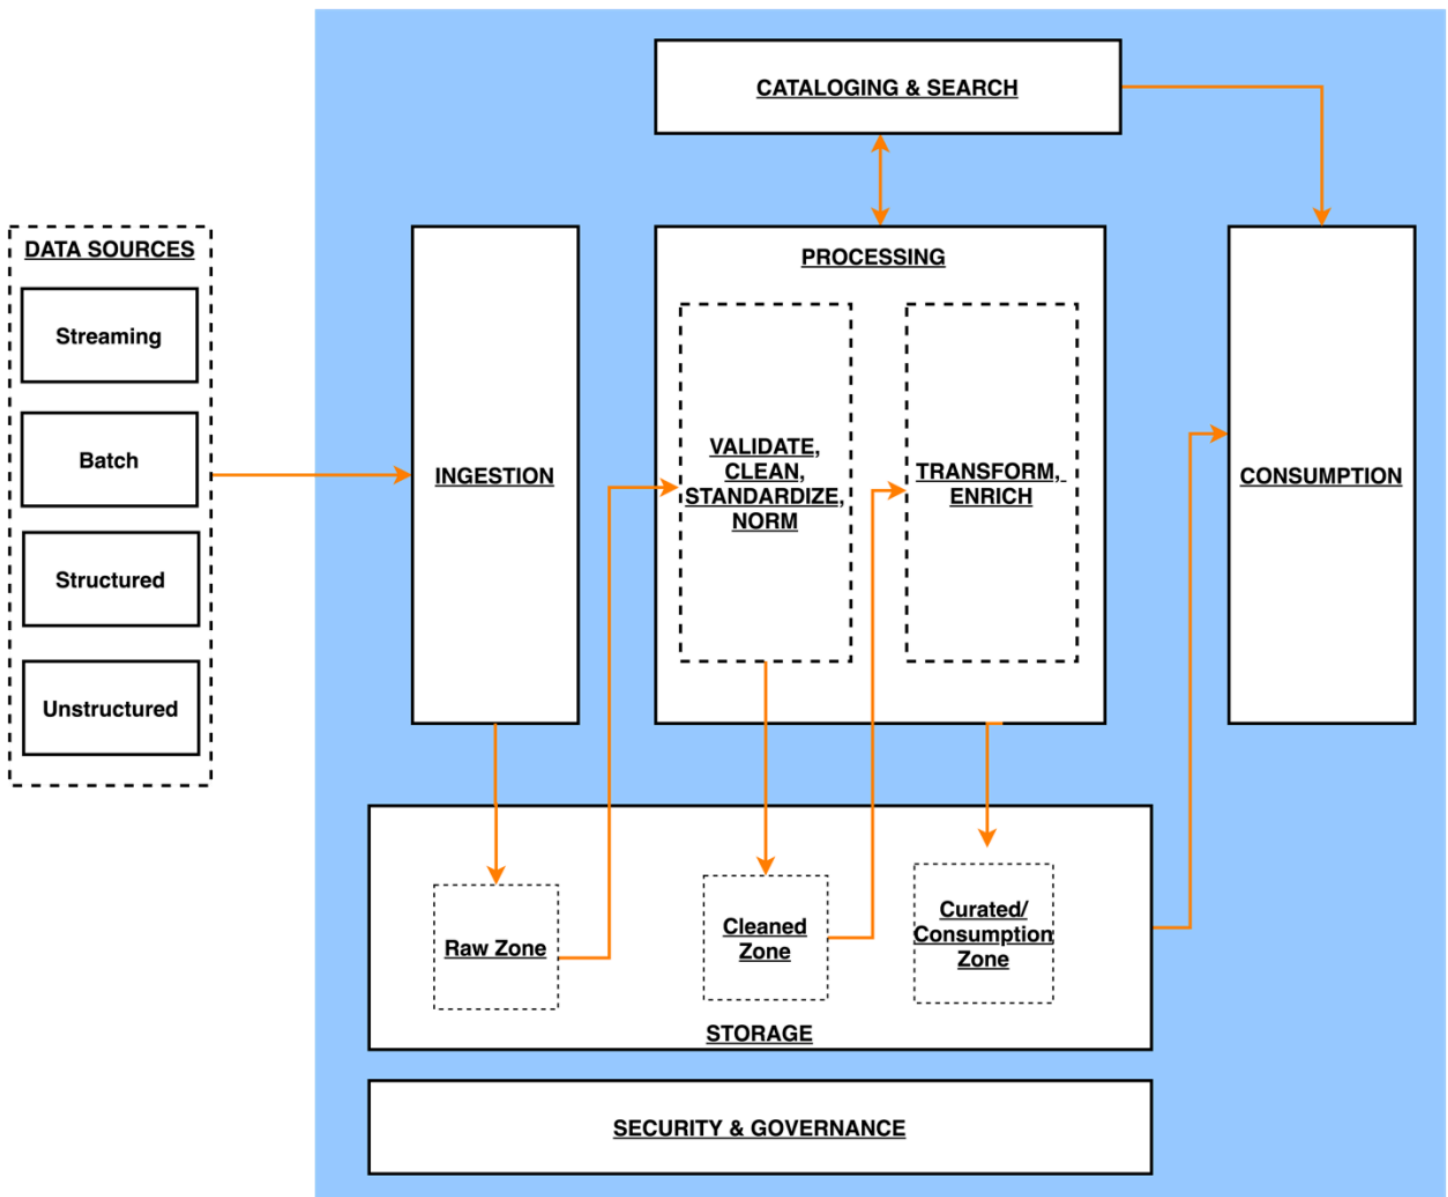 CATALOGING & SEARCH
DATA SOURCES
Streaming
Batch
Structured
Unstructured
INGESTION
PROCESSING
VALIDATE,
CLEAN,
STANDARDIZE,
NORM
TRANSFORM,
ENRICH
CONSUMPTION
Raw Zone
Cleaned
Zone
Curated/
Consumption
Zone
STORAGE
SECURITY & GOVERNANCE